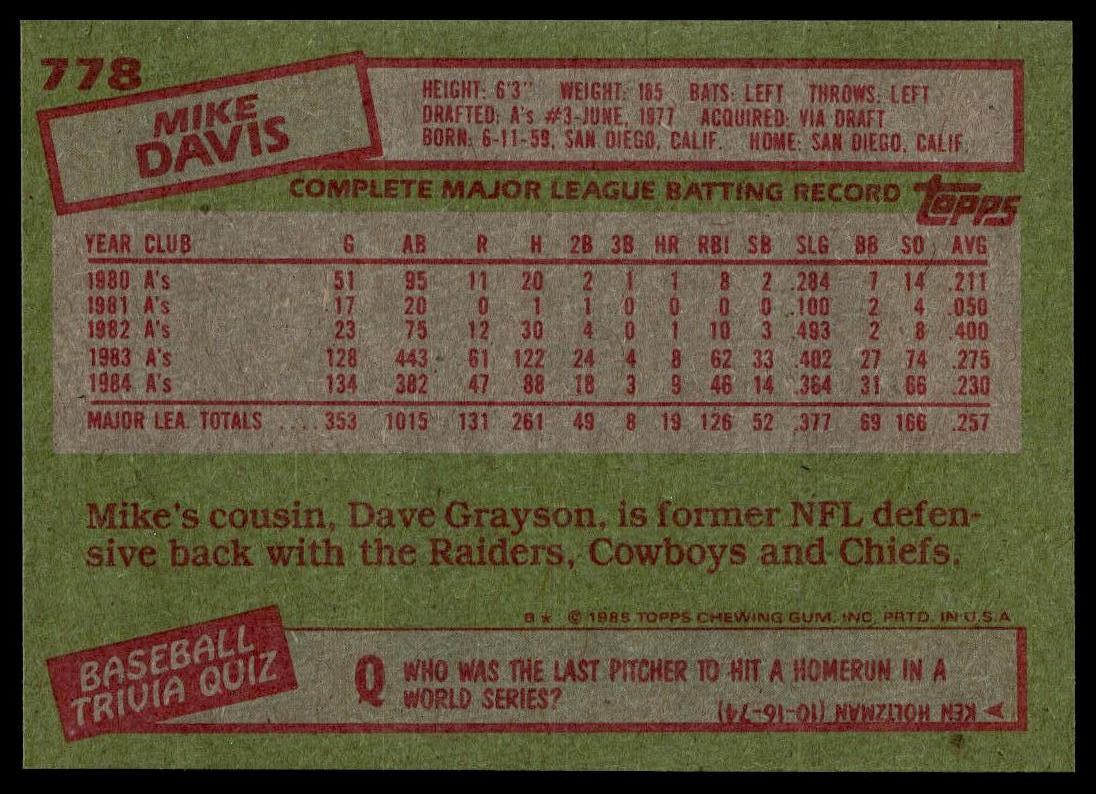 778
MIKE
DAVIS
HEIGHT: 6'3" WEIGHT: 185 BATS: LEFT THROWS: LEFT
DRAFTED: A's #3-JUNE, 1977 ACQUIRED: VIA DRAFT
BORN: 6-11-59, SAN DIEGO, CALIF. HOME: SAN DIEGO, CALIF.
COMPLETE MAJOR LEAGUE BATTING RECORD topps
YEAR CLUB G AB R H 2B 3B HR RBI SB SLG BB SO AVG
1980 A's 51 95 11 20 2 1 1 8 2 .284 7 14 .211
1981 A's 17 20 0 1 1 0 0 0 0 .100 2 4 .050
1982 A's 23 75 12 30 4 0 1 10 3 .493 2 8 .400
1983 A's 128 443 61 122 24 4 8 62 33 .402 27 74 .275
1984 A's 134 382 47 88 18 3 9 46 14 .364 31 66 .230
MAJOR LEA. TOTALS ....353 1015 131 261 49 8 19 126 52 .377 69 166 .257
Mike's cousin, Dave Grayson, is former NFL defen-
sive back with the Raiders, Cowboys and Chiefs.
B* © 1985 TOPPS CHEWING GUM, INC. PRTD. IN U.S.A
BASEBALL
TRIVIA QUIZ
Q WHO WAS THE LAST PITCHER TO HIT A HOMERUN IN A
WORLD SERIES?
A KEN HOLTZMAN (10-16-74)